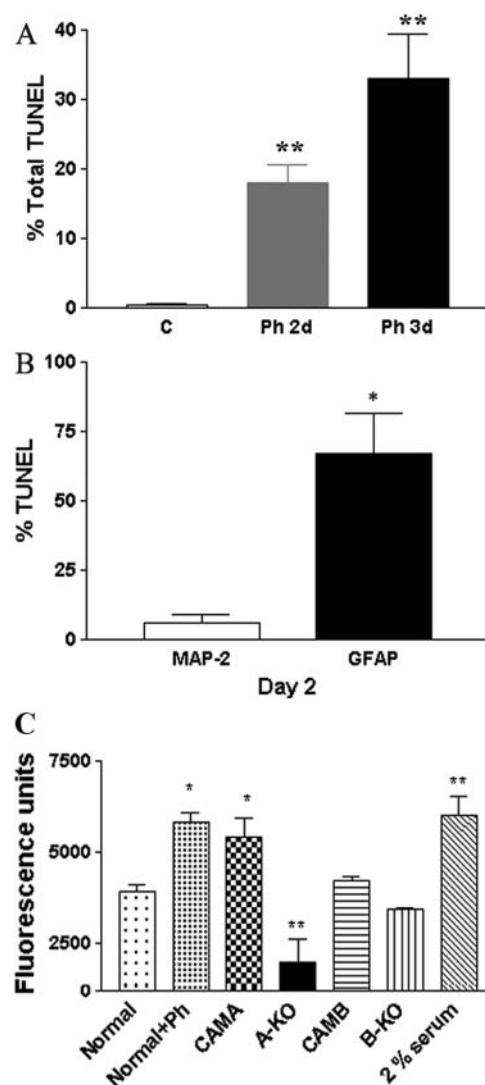 A
% Total TUNEL
40
30
20
10
0
**
**
C
Ph 2d
Ph 3d
B
% TUNEL
100
75
50
25
0
*
MAP-2
GFAP
Day 2
C
Fluorescence units
7500
5000
2500
0
*
*
**
**
Normal
Normal+Ph
CAMA
A-KO
CAMB
B-KO
2 % serum